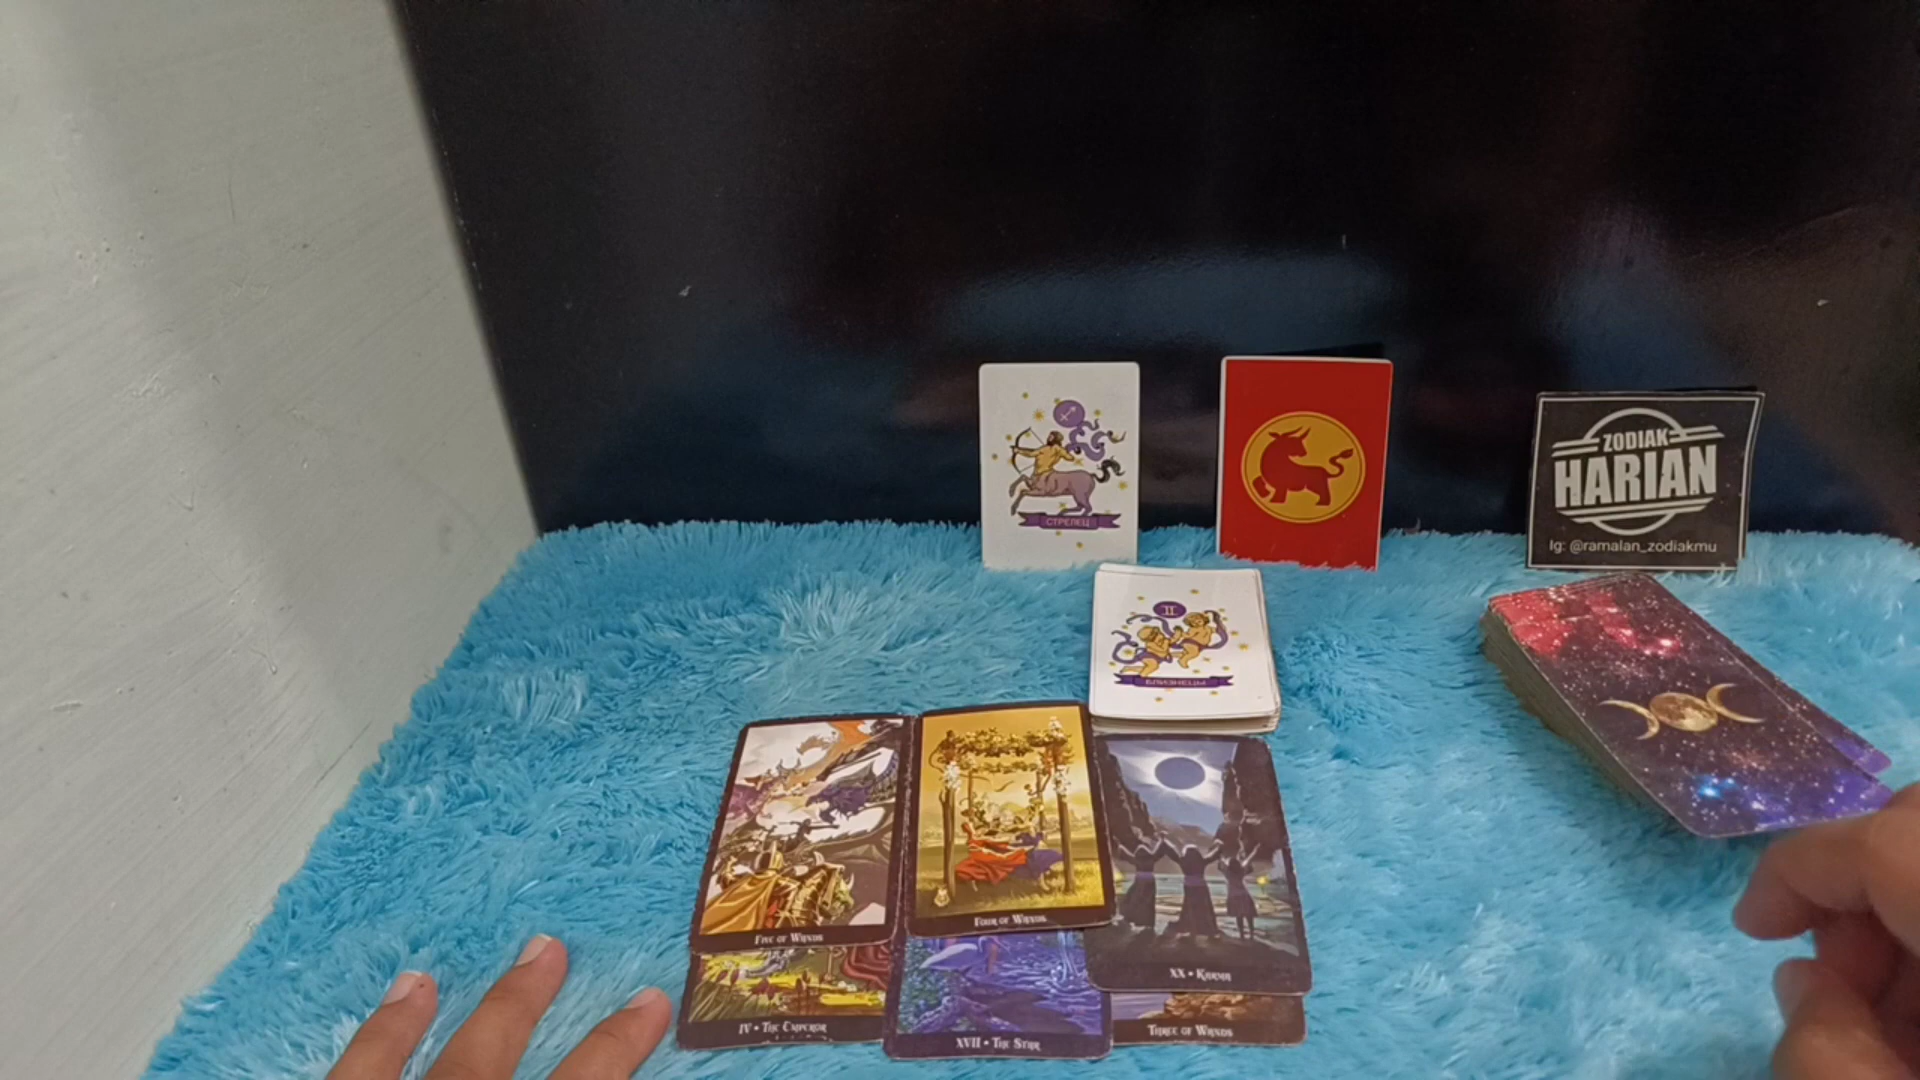 СТРЕЛЕЦ
ZODIAK
HARIAN
Ig: @ramalan_zodiakmu
II
БЛИЗНЕЦЫ
FIVE OF WANDS
FOUR OF WANDS
XX • KARMA
IV • THE EMPEROR
XVII • THE STAR
THREE OF WANDS